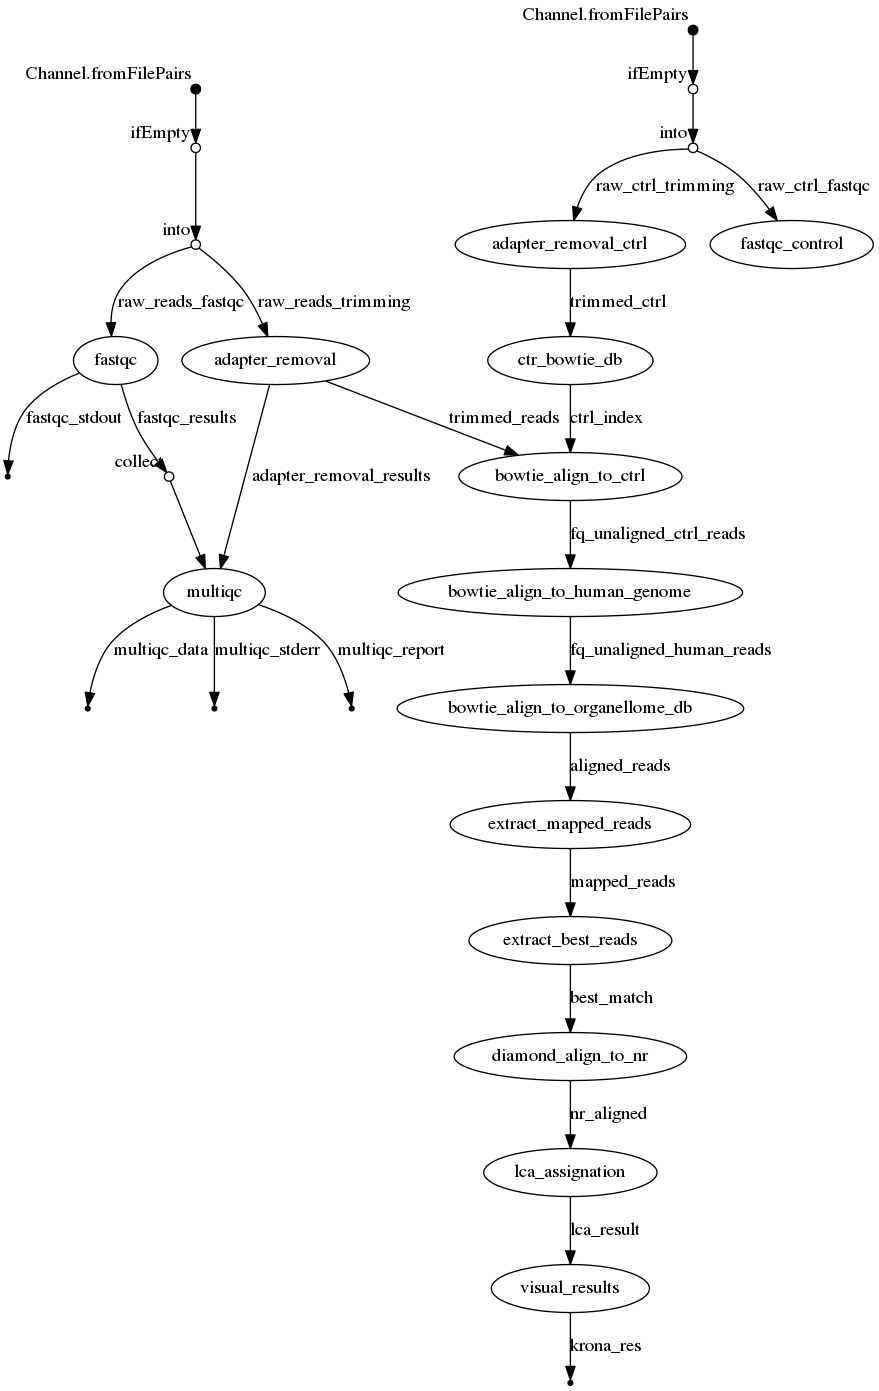 Channel.fromFilePairs
ifEmpty
Channel.fromFilePairs
into
ifEmpty
raw_ctrl_trimming
raw_ctrl_fastqc
into
adapter_removal_ctrl
fastqc_control
raw_reads_fastqc
raw_reads_trimming
trimmed_ctrl
fastqc
adapter_removal
ctr_bowtie_db
fastqc_stdout
fastqc_results
trimmed_reads
ctrl_index
collect
adapter_removal_results
bowtie_align_to_ctrl
fq_unaligned_ctrl_reads
multiqc
bowtie_align_to_human_genome
multiqc_data
multiqc_stderr
multiqc_report
fq_unaligned_human_reads
bowtie_align_to_organellome_db
aligned_reads
extract_mapped_reads
mapped_reads
extract_best_reads
best_match
diamond_align_to_nr
nr_aligned
lca_assignation
lca_result
visual_results
krona_res